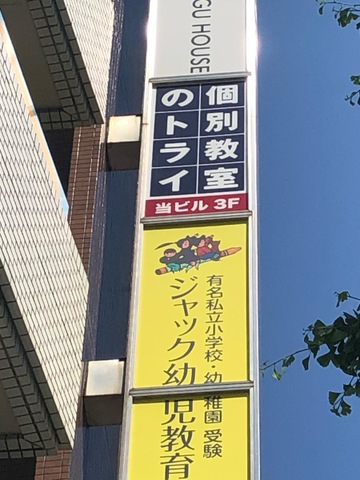 GU HOUSE
個別教室
のトライ
当ビル 3F
有名私立小学校・幼稚園 受験
ジャック幼児教育